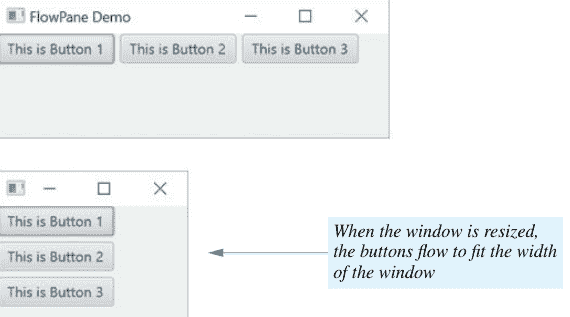 FlowPane Demo
This is Button 1 This is Button 2 This is Button 3
This is Button 1
This is Button 2
This is Button 3
When the window is resized,
the buttons flow to fit the width
of the window